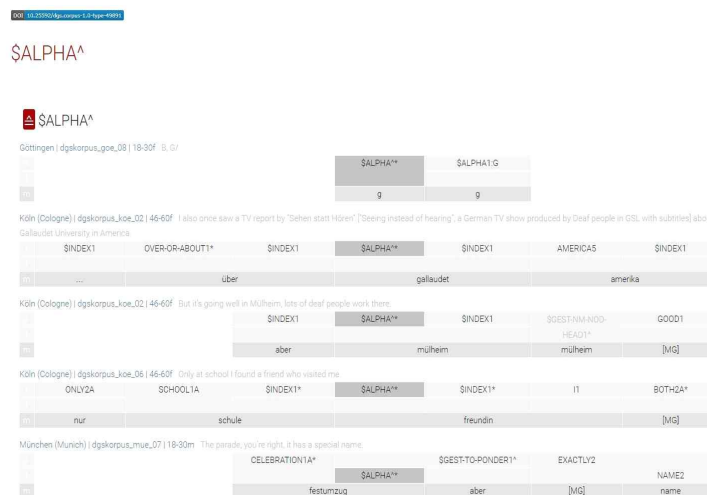 DOI 10.25592/dgs.corpus-1.0-type-49891
$ALPHA^
≙ $ALPHA^
Göttingen | dgskorpus_goe_08 | 18-30f B, G/
$ALPHA^* $ALPHA1:G
m g g
Köln (Cologne) | dgskorpus_koe_02 | 46-60f I also once saw a TV report by "Sehen statt Hören" ["Seeing instead of hearing", a German TV show produced by Deaf people in GSL with subtitles] abo
Gallaudet University in America.
$INDEX1 OVER-OR-ABOUT1* $INDEX1 $ALPHA^* $INDEX1 AMERICA5 $INDEX1
m … über gallaudet amerika
Köln (Cologne) | dgskorpus_koe_02 | 46-60f But it's going well in Mülheim, lots of deaf people work there.
$INDEX1 $ALPHA^* $INDEX1 $GEST-NM-NOD- GOOD1
HEAD1^
m aber mülheim mülheim [MG]
Köln (Cologne) | dgskorpus_koe_06 | 46-60f Only at school I found a friend who visited me.
ONLY2A SCHOOL1A $INDEX1* $ALPHA^* $INDEX1* I1 BOTH2A*
m nur schule freundin [MG]
München (Munich) | dgskorpus_mue_07 | 18-30m The parade, you're right, it has a special name.
CELEBRATION1A* $GEST-TO-PONDER1^ EXACTLY2
$ALPHA^* NAME2
m festumzug aber [MG] name